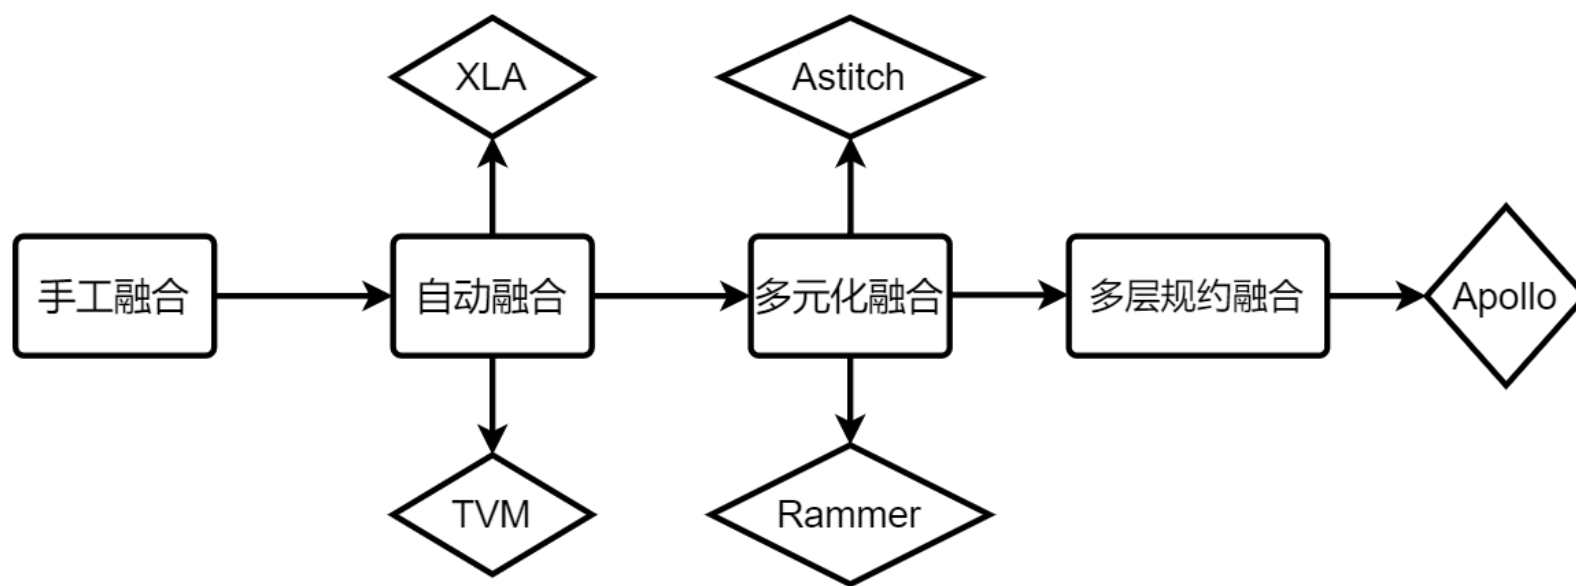 XLA
Astitch
手工融合
自动融合
多元化融合
多层规约融合
Apollo
TVM
Rammer